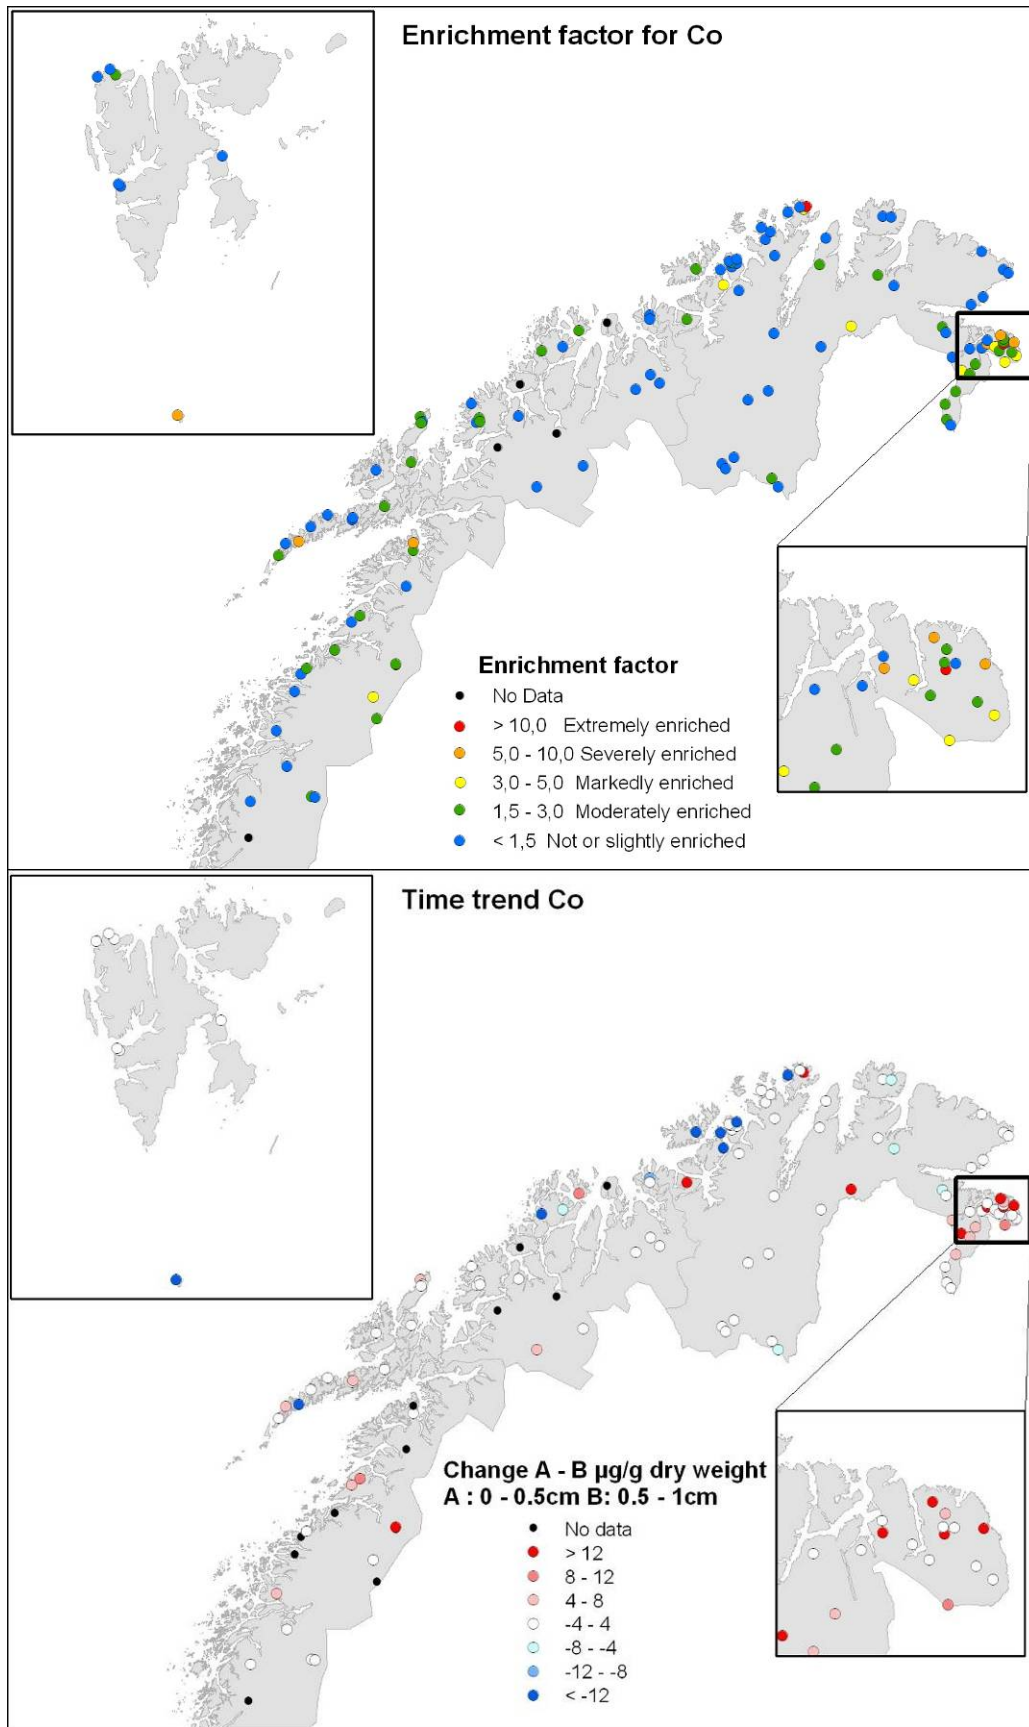 Enrichment factor for Co
Enrichment factor
No Data
> 10,0 Extremely enriched
5,0 - 10,0 Severely enriched
3,0 - 5,0 Markedly enriched
1,5 - 3,0 Moderately enriched
< 1,5 Not or slightly enriched
Time trend Co
Change A - B µg/g dry weight
A : 0 - 0.5cm B: 0.5 - 1cm
No data
> 12
8 - 12
4 - 8
-4 - 4
-8 - -4
-12 - -8
< -12